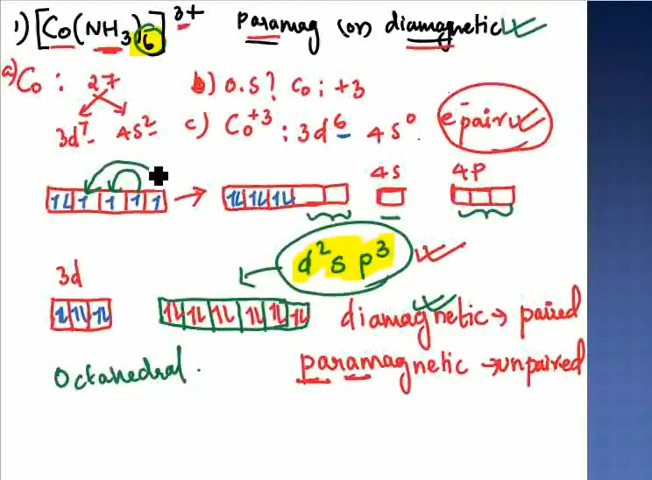 1) [Co(NH3)6]3+ paramag (or) diamagnetic
a) Co : 27 b) O.S? Co : +3
3d7 4s2 c) Co+3 : 3d6 4s0 e- pair
4s 4p
d2sp3
3d
diamagnetic → paired
paramagnetic → unpaired
Octahedral.